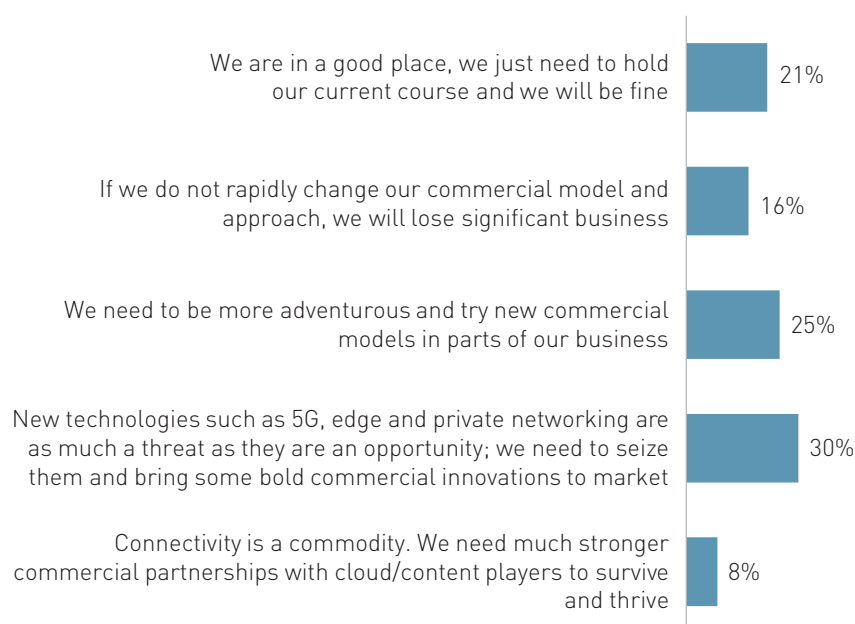 We are in a good place, we just need to hold
our current course and we will be fine
21%
If we do not rapidly change our commercial model and
approach, we will lose significant business
16%
We need to be more adventurous and try new commercial
models in parts of our business
25%
New technologies such as 5G, edge and private networking are
as much a threat as they are an opportunity; we need to seize
them and bring some bold commercial innovations to market
30%
Connectivity is a commodity. We need much stronger
commercial partnerships with cloud/content players to survive
and thrive
8%